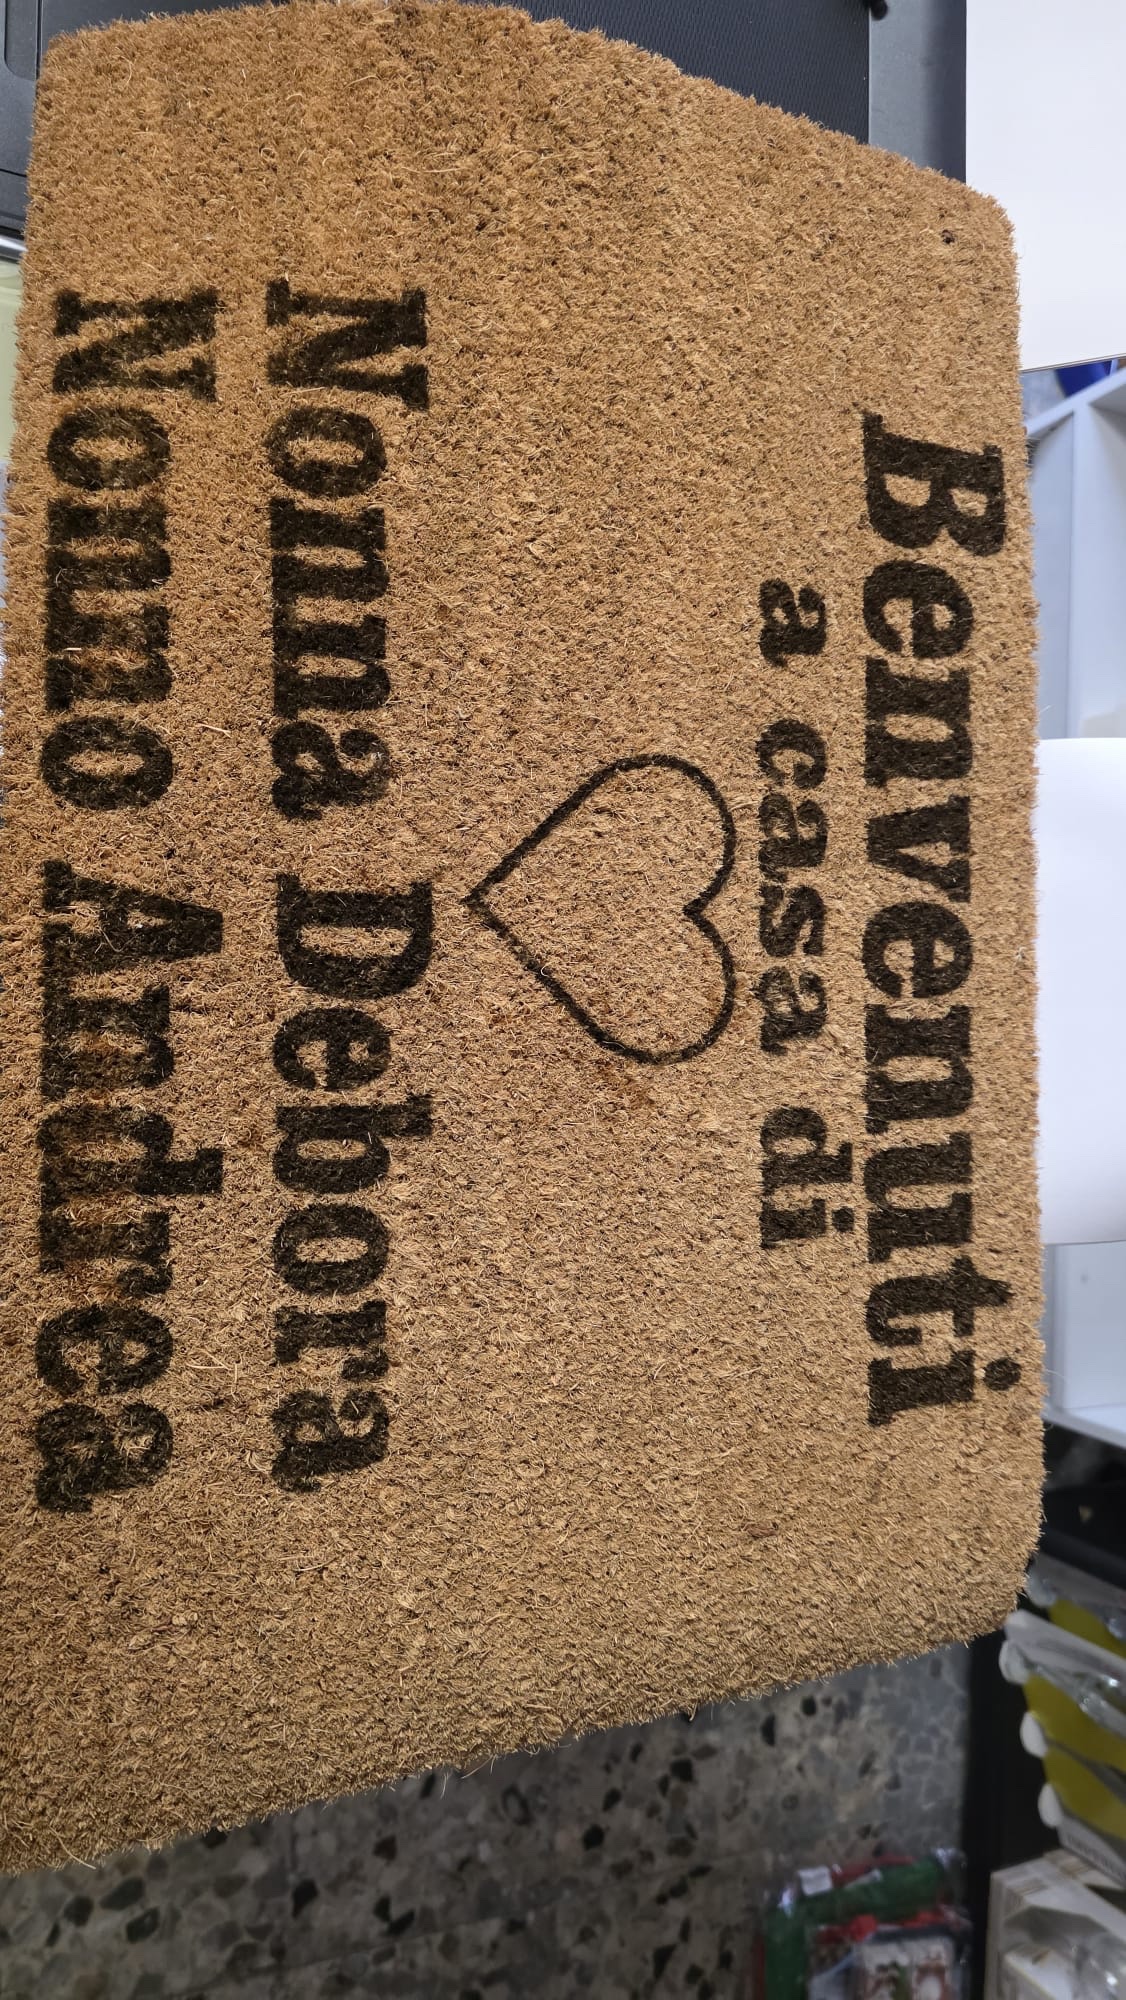 Benvenuti
a casa di
Nonna Debora
Nonno Andrea